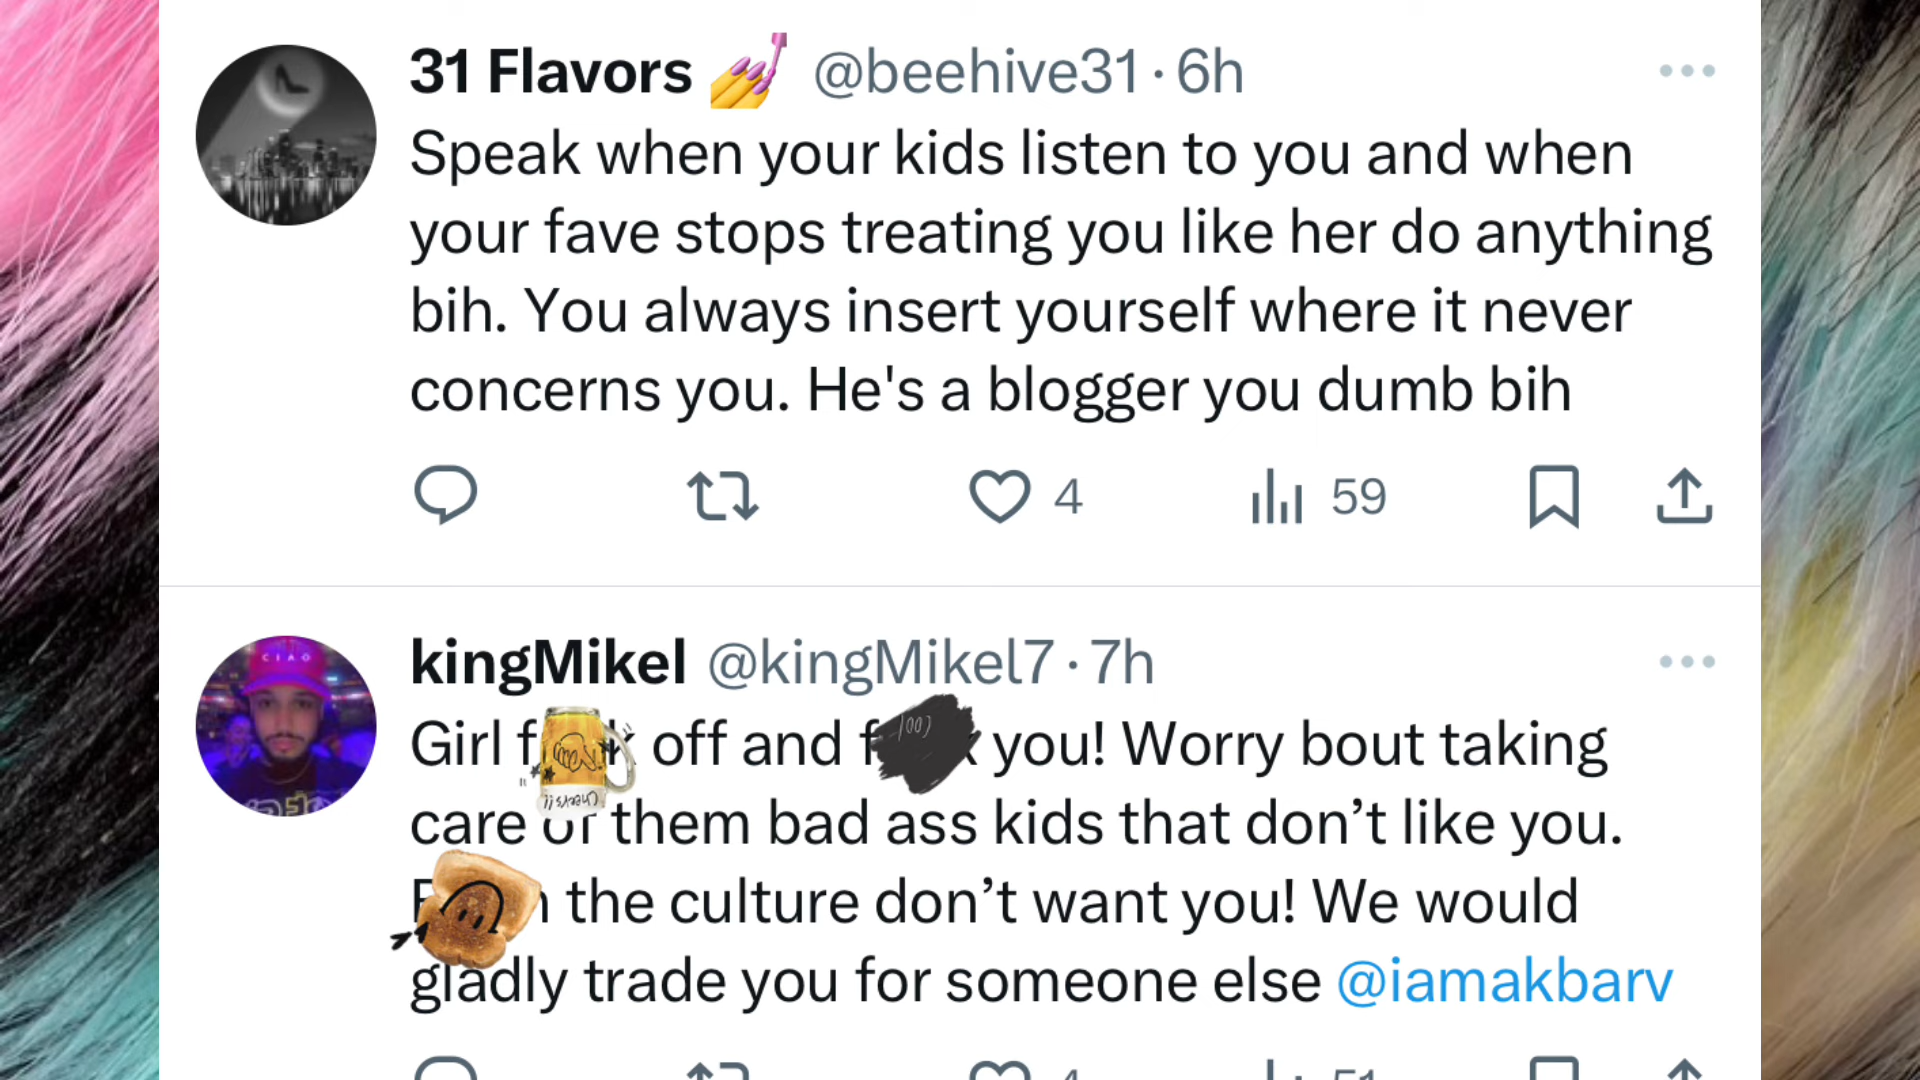 31 Flavors 💅 @beehive31 · 6h
Speak when your kids listen to you and when
your fave stops treating you like her do anything
bih. You always insert yourself where it never
concerns you. He's a blogger you dumb bih
4 59
CIAO
kingMikel @kingMikel7 · 7h
Girl off and you! Worry bout taking
care of them bad ass kids that don’t like you.
the culture don’t want you! We would
gladly trade you for someone else @iamakbarv
Cheers!!